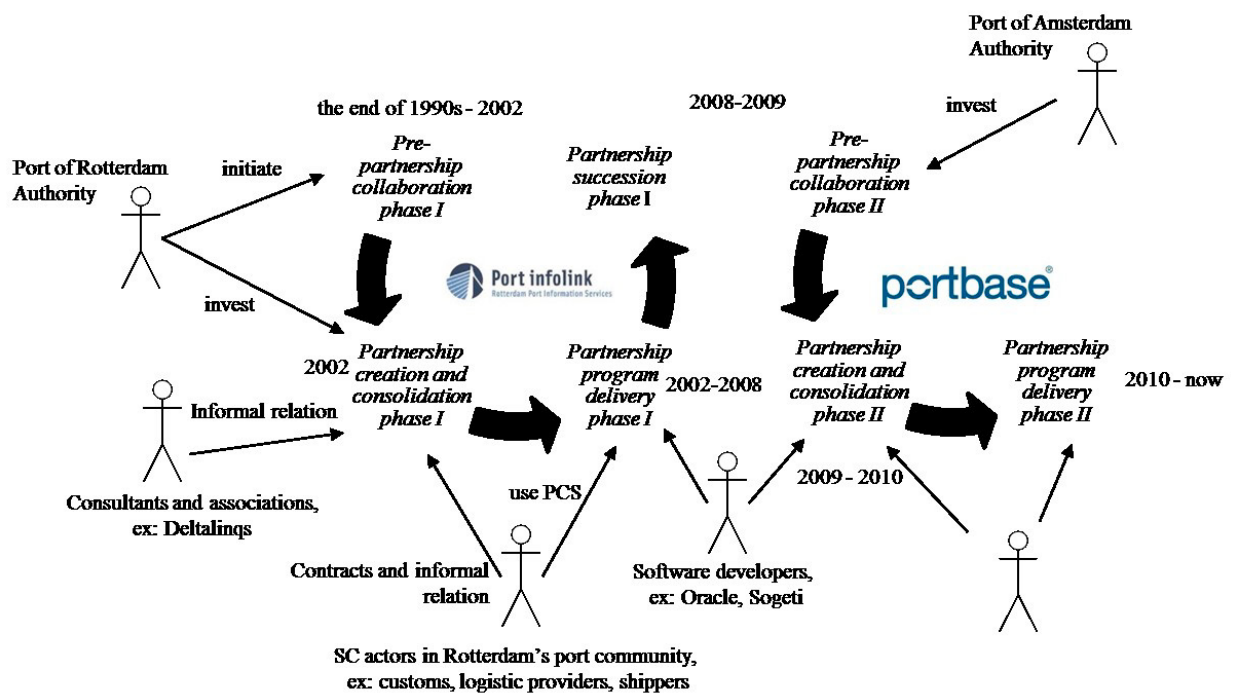 Port of Amsterdam
Authority
the end of 1990s - 2002
2008-2009
invest
Port of Rotterdam
Authority
initiate
Pre-
partnership
collaboration
phase I
Partnership
succession
phase I
Pre-
partnership
collaboration
phase II
invest
Port infolink
Rotterdam Port Information Services
portbase®
2002
Partnership
creation and
consolidation
phase I
Partnership
program
delivery
phase I
2002-2008
Partnership
creation and
consolidation
phase II
Partnership
program
delivery
phase II
2010 - now
Informal relation
2009 - 2010
Consultants and associations,
ex: Deltalinqs
use PCS
Contracts and informal
relation
Software developers,
ex: Oracle, Sogeti
SC actors in Rotterdam's port community,
ex: customs, logistic providers, shippers